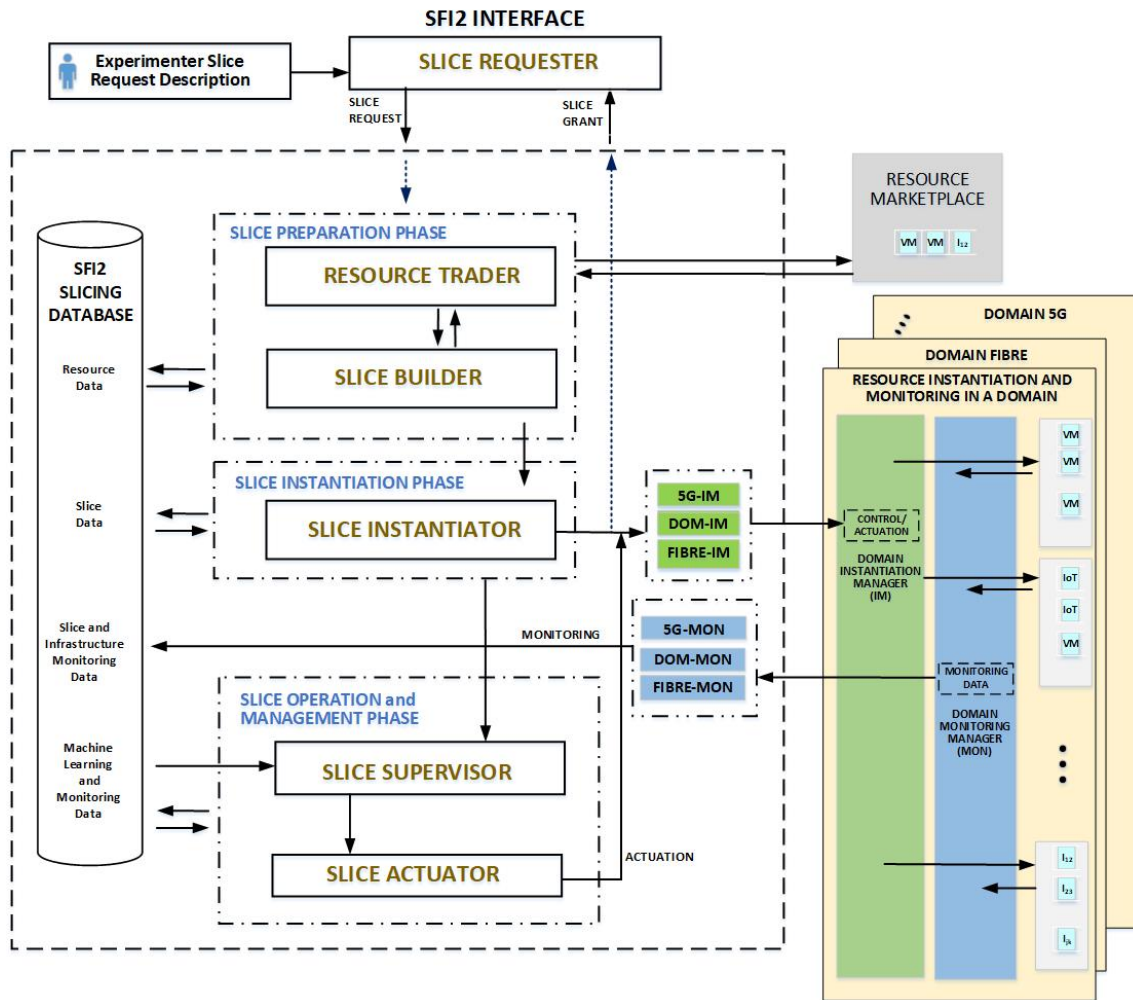 SFI2 INTERFACE
Experimenter Slice
Request Description
SLICE REQUESTER
SLICE
REQUEST
SLICE
GRANT
RESOURCE
MARKETPLACE
VM VM I12
SLICE PREPARATION PHASE
RESOURCE TRADER
SLICE BUILDER
SFI2
SLICING
DATABASE
Resource
Data
Slice
Data
Slice and
Infrastructure
Monitoring
Data
Machine
Learning
and
Monitoring
Data
SLICE INSTANTIATION PHASE
SLICE INSTANTIATOR
5G-IM
DOM-IM
FIBRE-IM
MONITORING
5G-MON
DOM-MON
FIBRE-MON
SLICE OPERATION and
MANAGEMENT PHASE
SLICE SUPERVISOR
SLICE ACTUATOR
ACTUATION
DOMAIN 5G
DOMAIN FIBRE
RESOURCE INSTANTIATION AND
MONITORING IN A DOMAIN
CONTROL/
ACTUATION
DOMAIN
INSTANTIATION
MANAGER
(IM)
MONITORING
DATA
DOMAIN
MONITORING
MANAGER
(MON)
VM
VM
VM
IoT
IoT
VM
I12
I23
Ijk